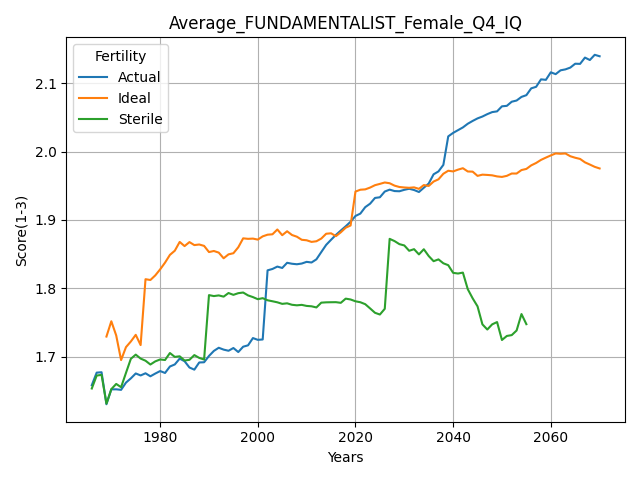 Average_FUNDAMENTALIST_Female_Q4_IQ
Fertility
Actual
Ideal
Sterile
Score(1-3)
2.1
2.0
1.9
1.8
1.7
1980 2000 2020 2040 2060
Years